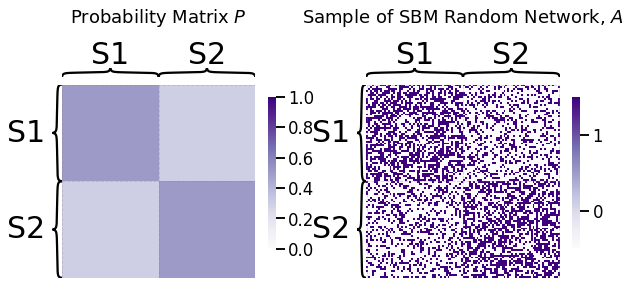 Probability Matrix P
S1 S2
S1
S2
1.0
0.8
0.6
0.4
0.2
0.0
Sample of SBM Random Network, A
S1 S2
S1
S2
1
0